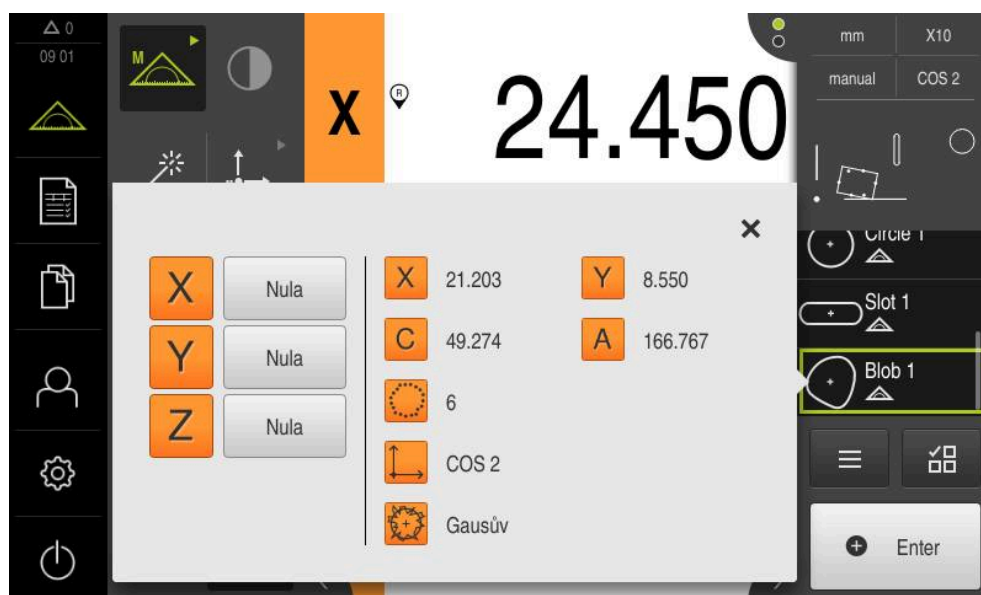 0
09 01
M
X
R
24.450
mm
X10
manual
COS 2
X
Nula
Y
Nula
Z
Nula
X
21.203
Y
8.550
C
49.274
A
166.767
6
COS 2
Gausův
Circle 1
Slot 1
Blob 1
Enter